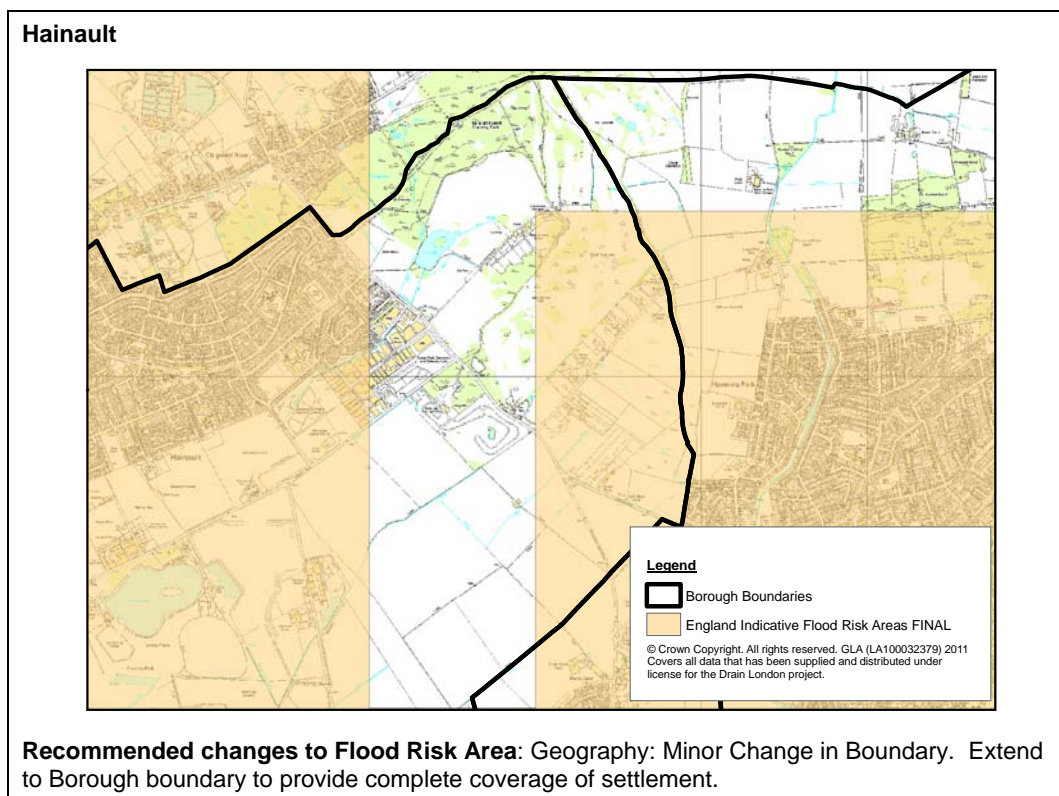 Hainault
Hainault
Legend
Borough Boundaries
England Indicative Flood Risk Areas FINAL
© Crown Copyright. All rights reserved. GLA (LA100032379) 2011
Covers all data that has been supplied and distributed under
license for the Drain London project.
Recommended changes to Flood Risk Area: Geography: Minor Change in Boundary. Extend
to Borough boundary to provide complete coverage of settlement.